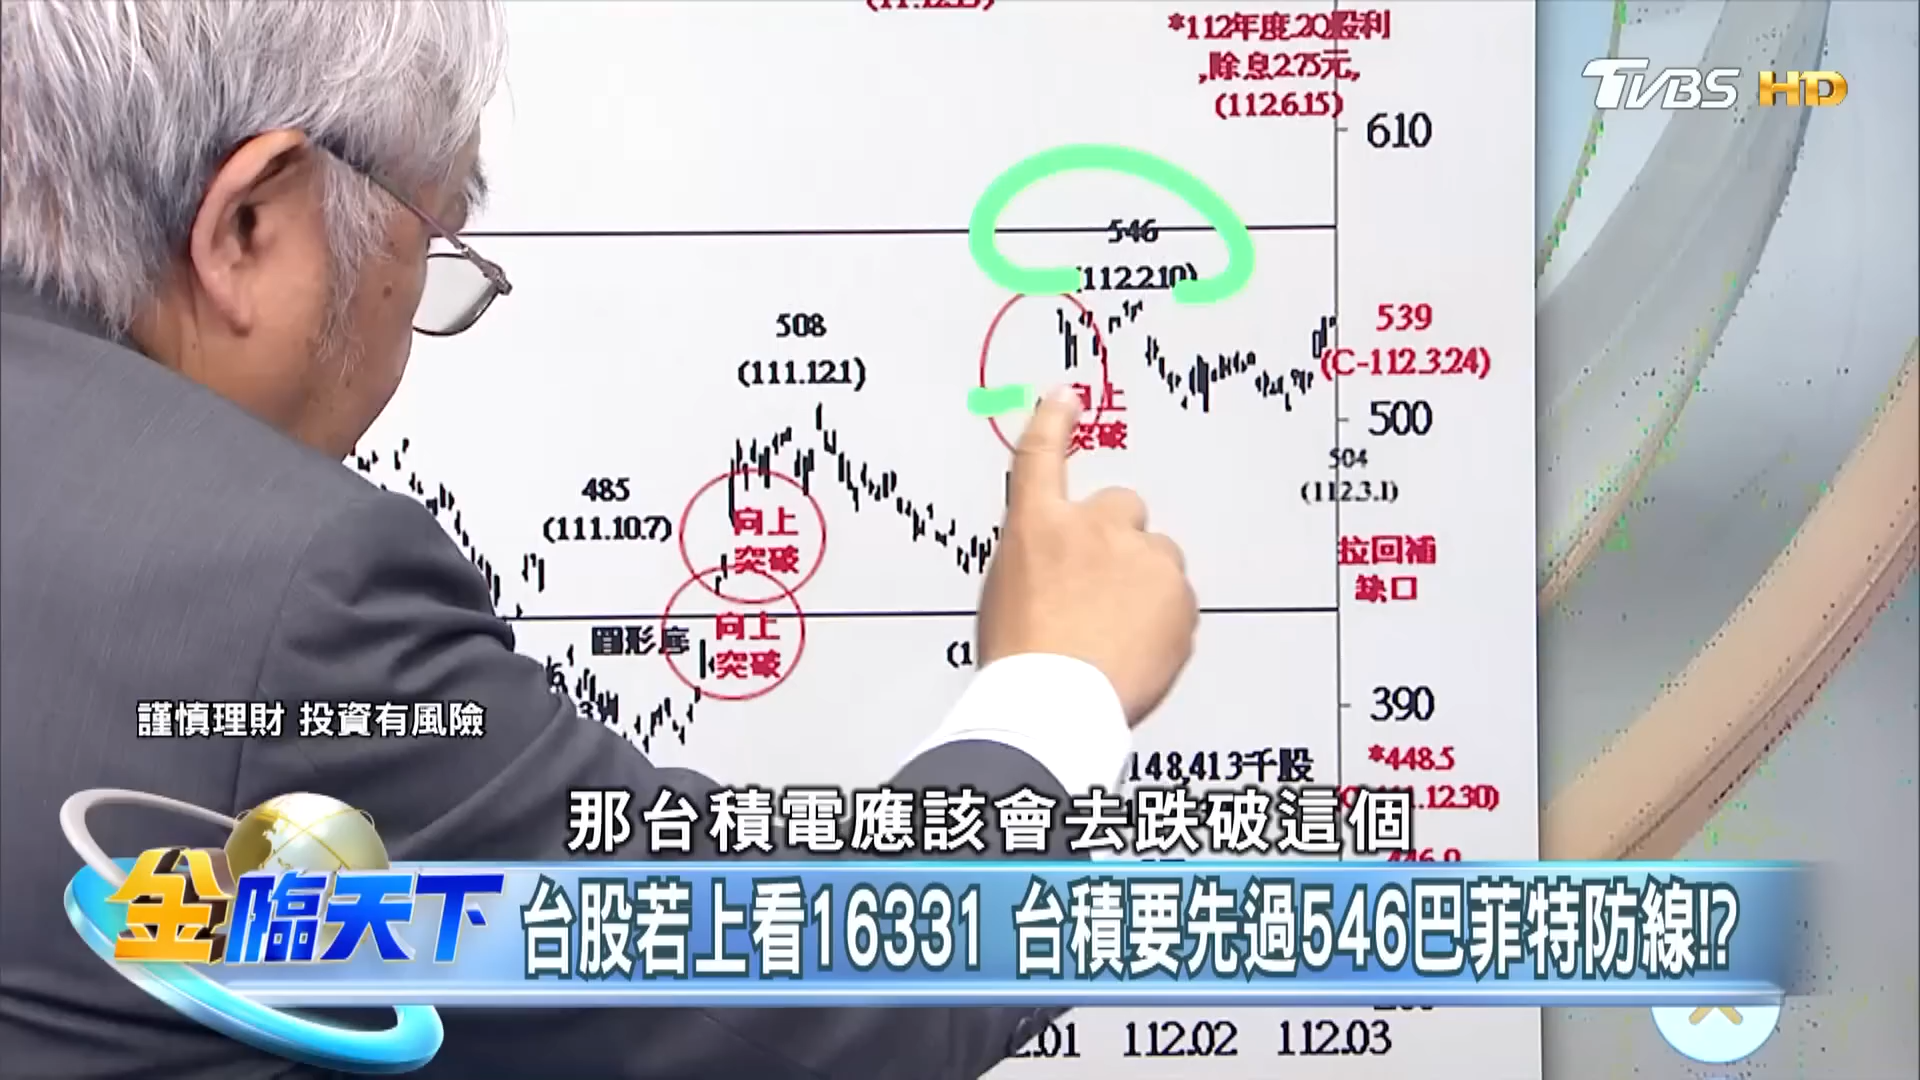 *112年度.2Q股利
,除息2.75元,
(112.6.15)
TVBS HD
610
546
(112.2.10)
508
(111.12.1)
539
(C-112.3.24)
向上
突破
500
485
(111.10.7)
504
(112.3.1)
向上
突破
拉回補
缺口
圓形底
向上
突破
(1
390
謹慎理財 投資有風險
148,413千股
*448.5
那台積電應該會去跌破這個
金臨天下
台股若上看16331 台積要先過546巴菲特防線!?
2.01 112.02 112.03